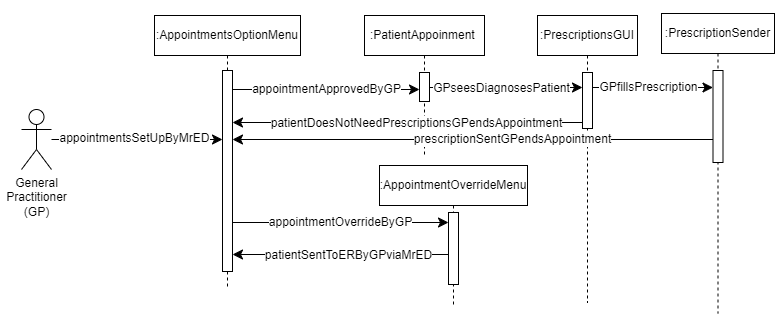 :AppointmentsOptionMenu
:PatientAppoinment
:PrescriptionsGUI
:PrescriptionSender
appointmentApprovedByGP
GPseesDiagnosesPatient
GPfillsPrescription
patientDoesNotNeedPrescriptionsGPendsAppointment
appointmentsSetUpByMrED
prescriptionSentGPendsAppointment
General
Practitioner
(GP)
:AppointmentOverrideMenu
appointmentOverrideByGP
patientSentToERByGPviaMrED